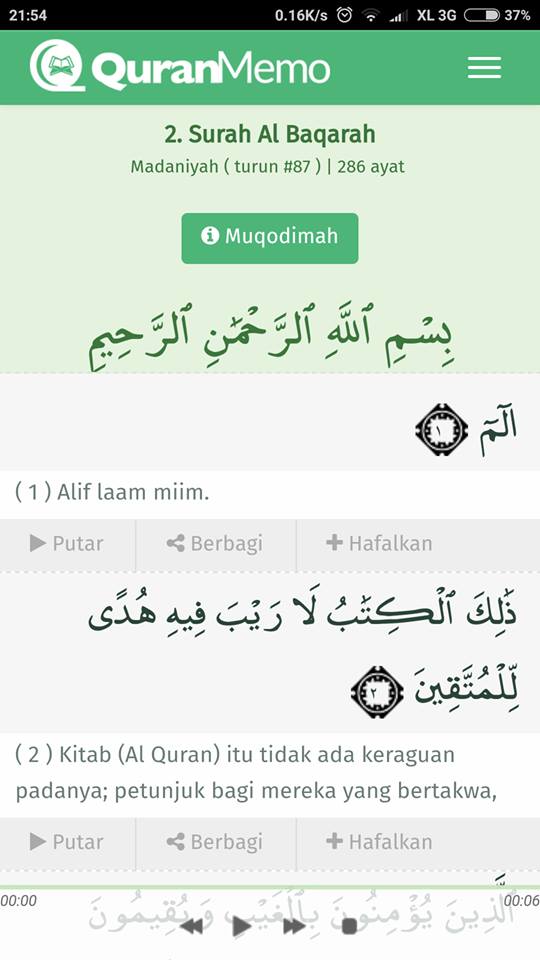 21:54 0.16K/s XL 3G 37%
QuranMemo
2. Surah Al Baqarah
Madaniyah ( turun #87 ) | 286 ayat
Muqodimah
بِسْمِ ٱللَّهِ ٱلرَّحْمَٰنِ ٱلرَّحِيمِ
الٓمٓ ١
( 1 ) Alif laam miim.
Putar Berbagi Hafalkan
ذَٰلِكَ ٱلْكِتَٰبُ لَا رَيْبَ فِيهِ هُدًى
لِّلْمُتَّقِينَ ٢
( 2 ) Kitab (Al Quran) itu tidak ada keraguan
padanya; petunjuk bagi mereka yang bertakwa,
Putar Berbagi Hafalkan
00:00 00:06
ٱلَّذِينَ يُؤْمِنُونَ بِٱلْغَيْبِ وَيُقِيمُونَ